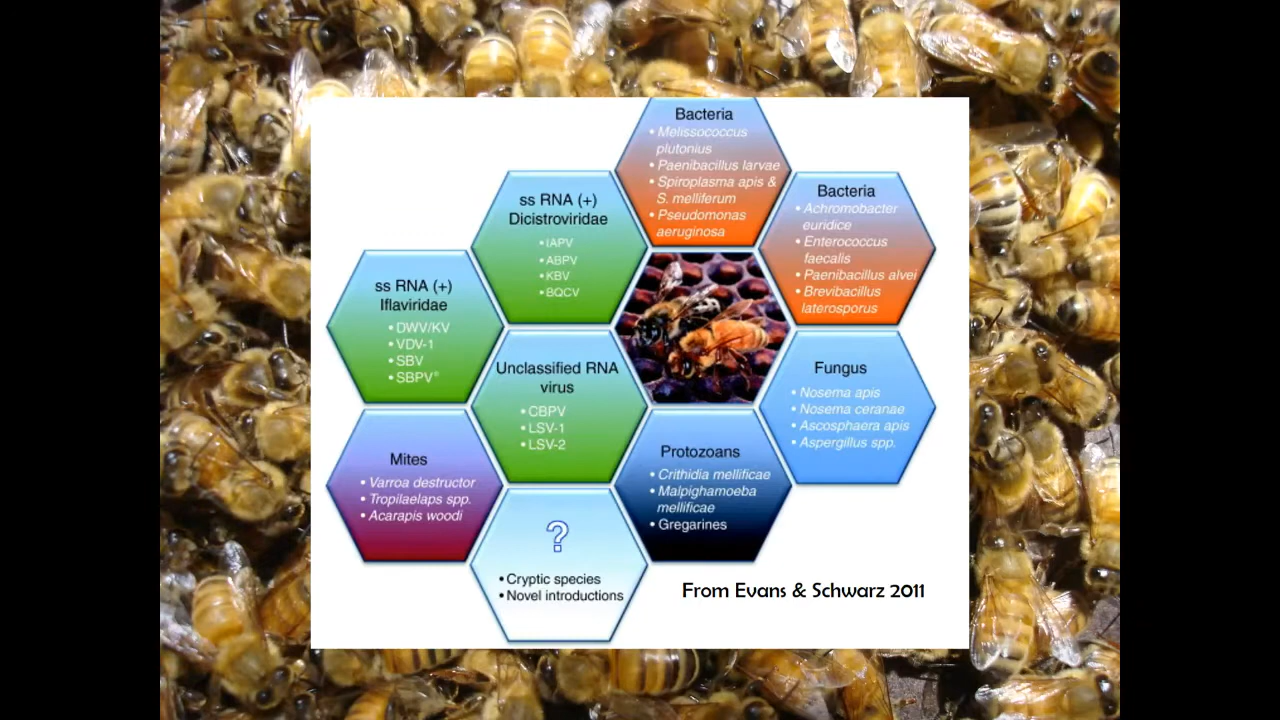 Bacteria
• Melissococcus
plutonius
• Paenibacillus larvae
• Spiroplasma apis &
S. melliferum
• Pseudomonas
aeruginosa
Bacteria
• Achromobacter
euridice
• Enterococcus
faecalis
• Paenibacillus alvei
• Brevibacillus
laterosporus
ss RNA (+)
Dicistroviridae
• IAPV
• ABPV
• KBV
• BQCV
ss RNA (+)
Iflaviridae
• DWV/KV
• VDV-1
• SBV
• SBPV*
Unclassified RNA
virus
• CBPV
• LSV-1
• LSV-2
Fungus
• Nosema apis
• Nosema ceranae
• Ascosphaera apis
• Aspergillus spp.
Mites
• Varroa destructor
• Tropilaelaps spp.
• Acarapis woodi
Protozoans
• Crithidia mellificae
• Malpighamoeba
mellificae
• Gregarines
?
• Cryptic species
• Novel introductions
From Evans & Schwarz 2011